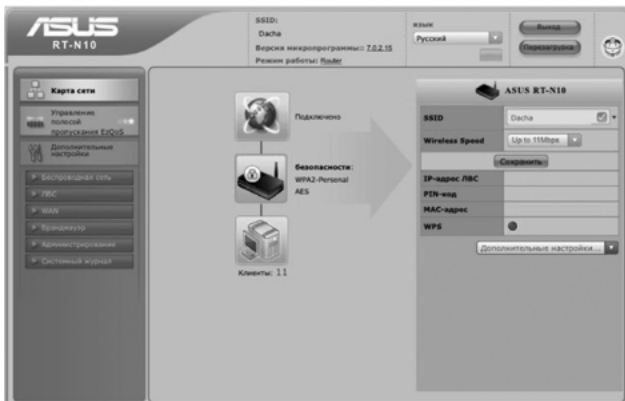 ASUS
RT-N10
SSID:
Dacha
Версия микропрограммы: 7.0.2.15
Режим работы: Router
язык
Русский
Выход
Перезагрузка
Карта сети
Управление
полосой
пропускания EzQoS
Дополнительные
настройки
Беспроводная сеть
ЛВС
WAN
Брандмауэр
Администрирование
Системный журнал
Подключено
безопасности:
WPA2-Personal
AES
Клиенты: 11
ASUS RT-N10
SSID Dacha
Wireless Speed Up to 11Mbps
Сохранить
IP-адрес ЛВС
PIN-код
MAC-адрес
WPS
Дополнительные настройки...